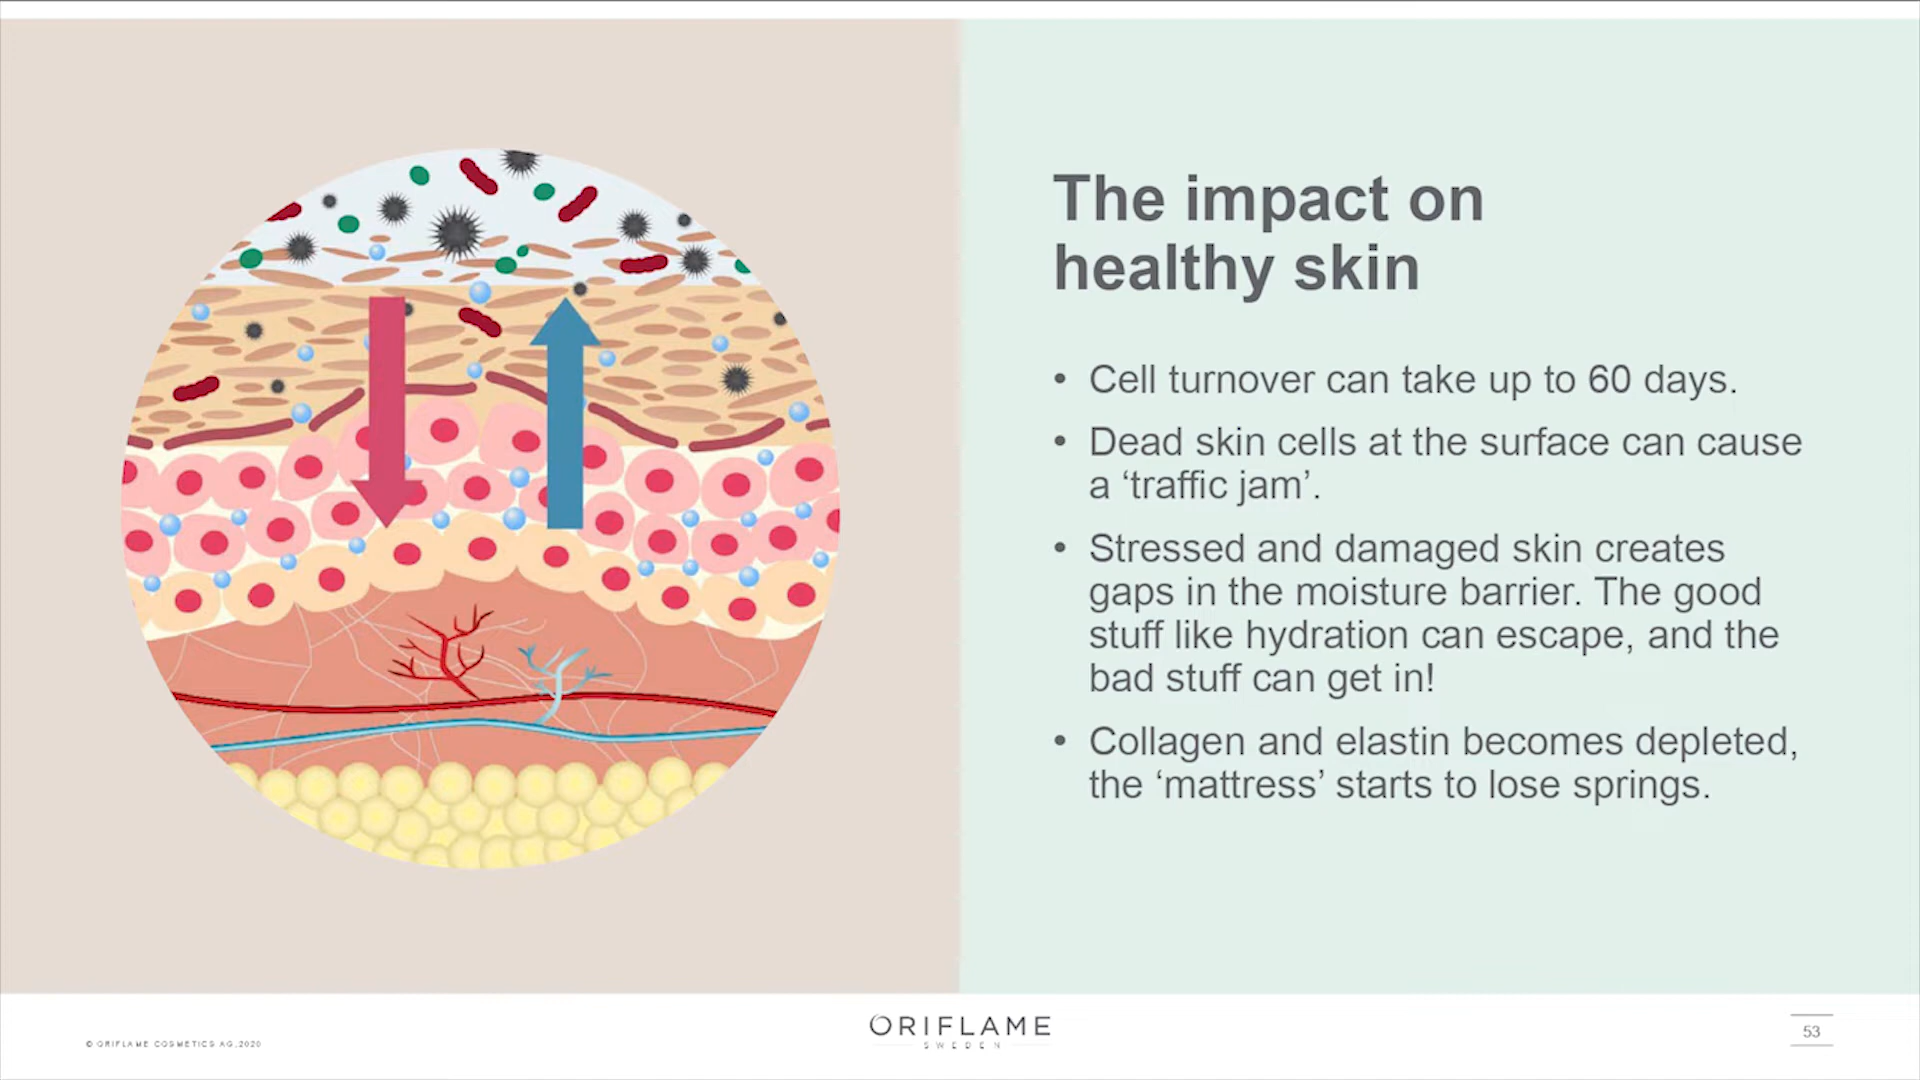 The impact on
healthy skin
• Cell turnover can take up to 60 days.
• Dead skin cells at the surface can cause
a ‘traffic jam’.
• Stressed and damaged skin creates
gaps in the moisture barrier. The good
stuff like hydration can escape, and the
bad stuff can get in!
• Collagen and elastin becomes depleted,
the ‘mattress’ starts to lose springs.
© ORIFLAME COSMETICS AG, 2020
ORIFLAME
SWEDEN
53